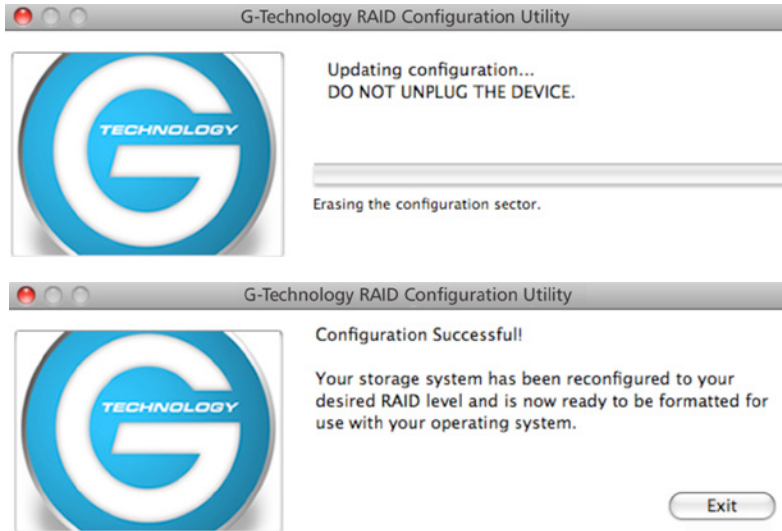 G-Technology RAID Configuration Utility
TECHNOLOGY
Updating configuration...
DO NOT UNPLUG THE DEVICE.
Erasing the configuration sector.
G-Technology RAID Configuration Utility
TECHNOLOGY
Configuration Successful!
Your storage system has been reconfigured to your
desired RAID level and is now ready to be formatted for
use with your operating system.
Exit